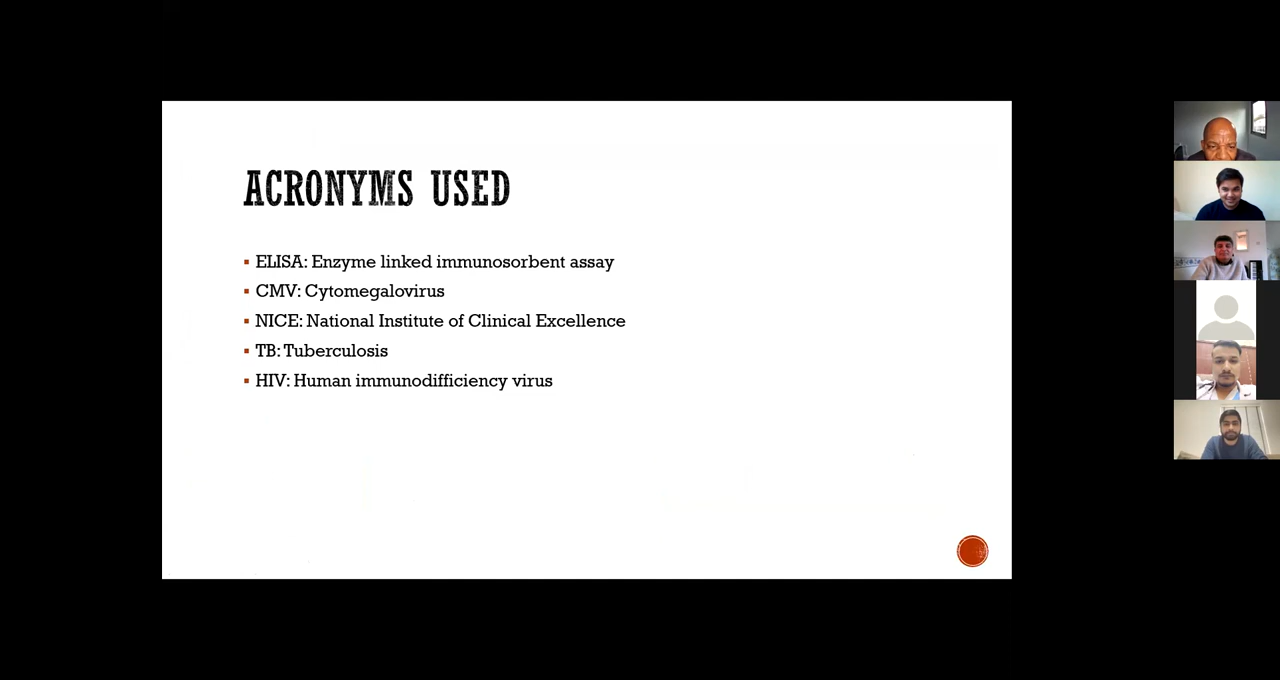 ACRONYMS USED
ELISA: Enzyme linked immunosorbent assay
CMV: Cytomegalovirus
NICE: National Institute of Clinical Excellence
TB: Tuberculosis
HIV: Human immunodifficiency virus